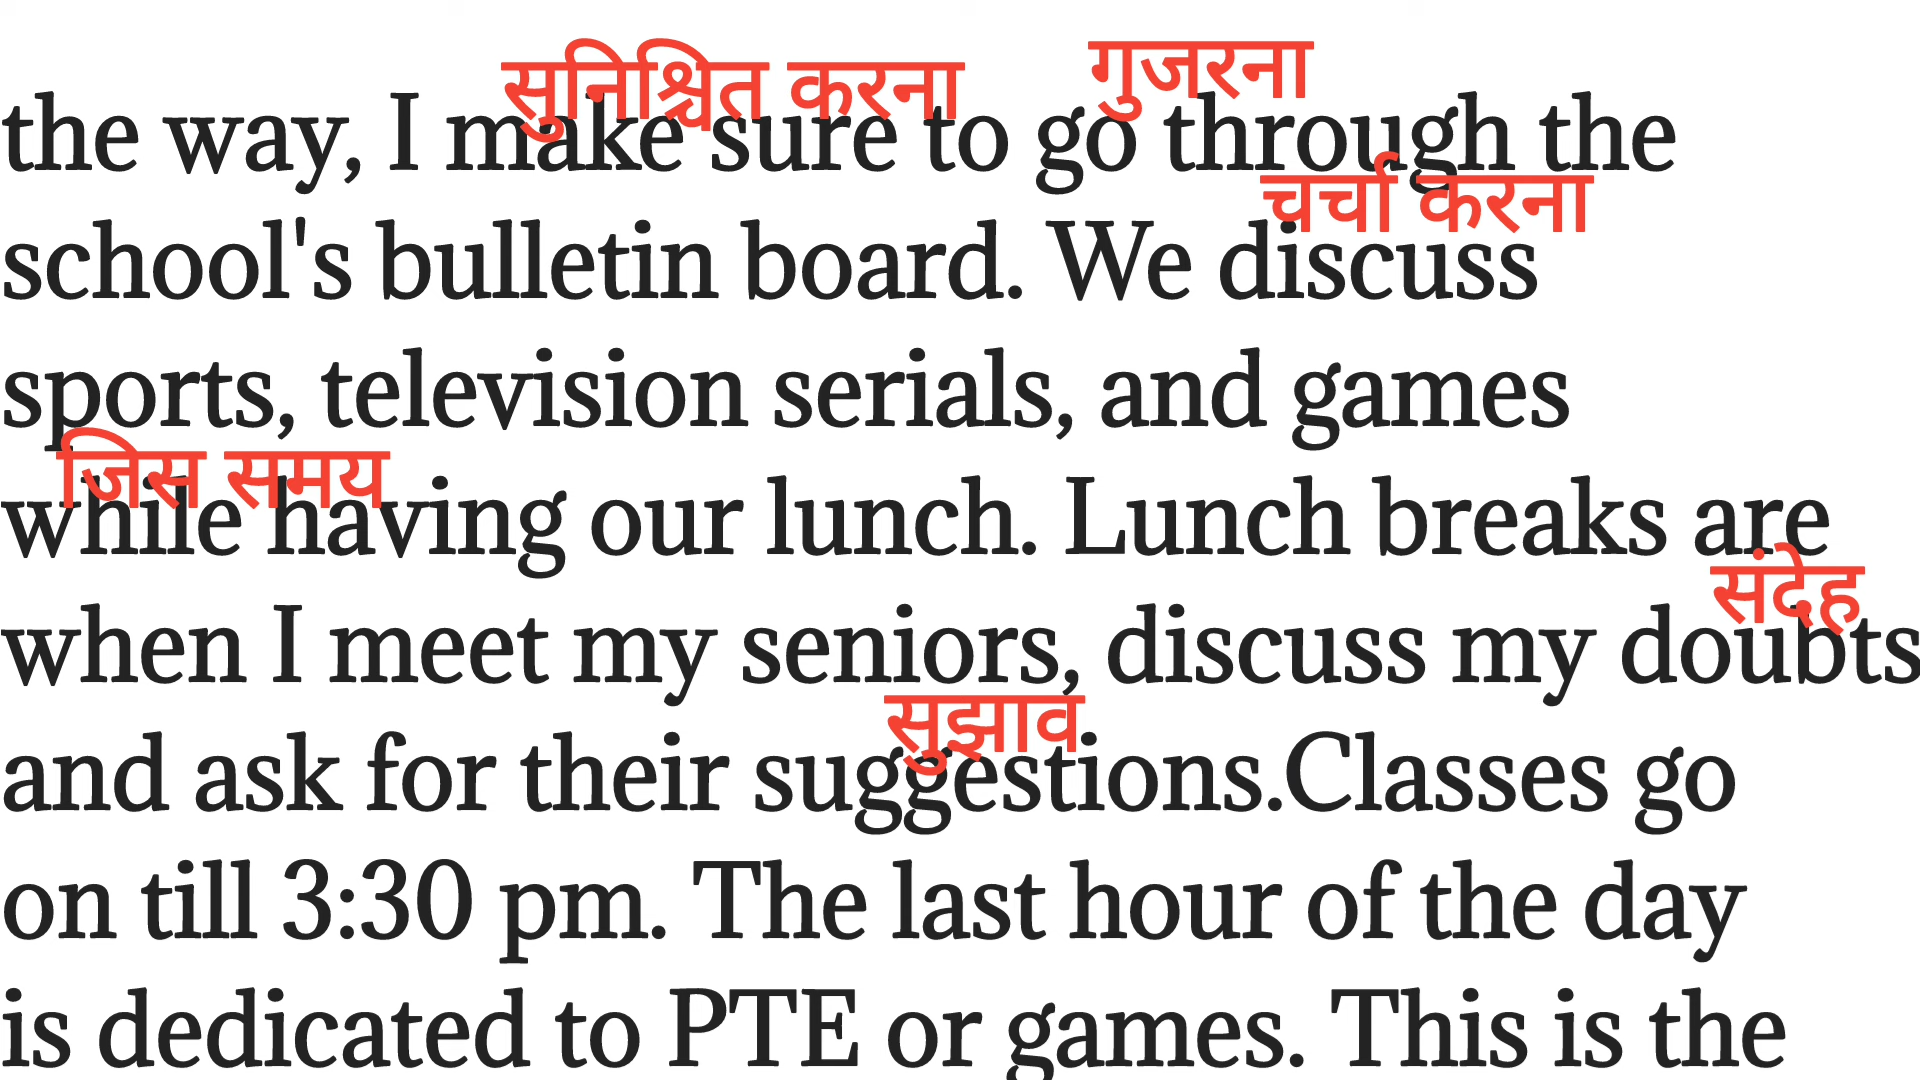 सुनिश्चित करना गुजरना
the way, I make sure to go through the
चर्चा करना
school's bulletin board. We discuss
sports, television serials, and games
जिस समय
while having our lunch. Lunch breaks are
संदेह
when I meet my seniors, discuss my doubts
सुझाव
and ask for their suggestions.Classes go
on till 3:30 pm. The last hour of the day
is dedicated to PTE or games. This is the